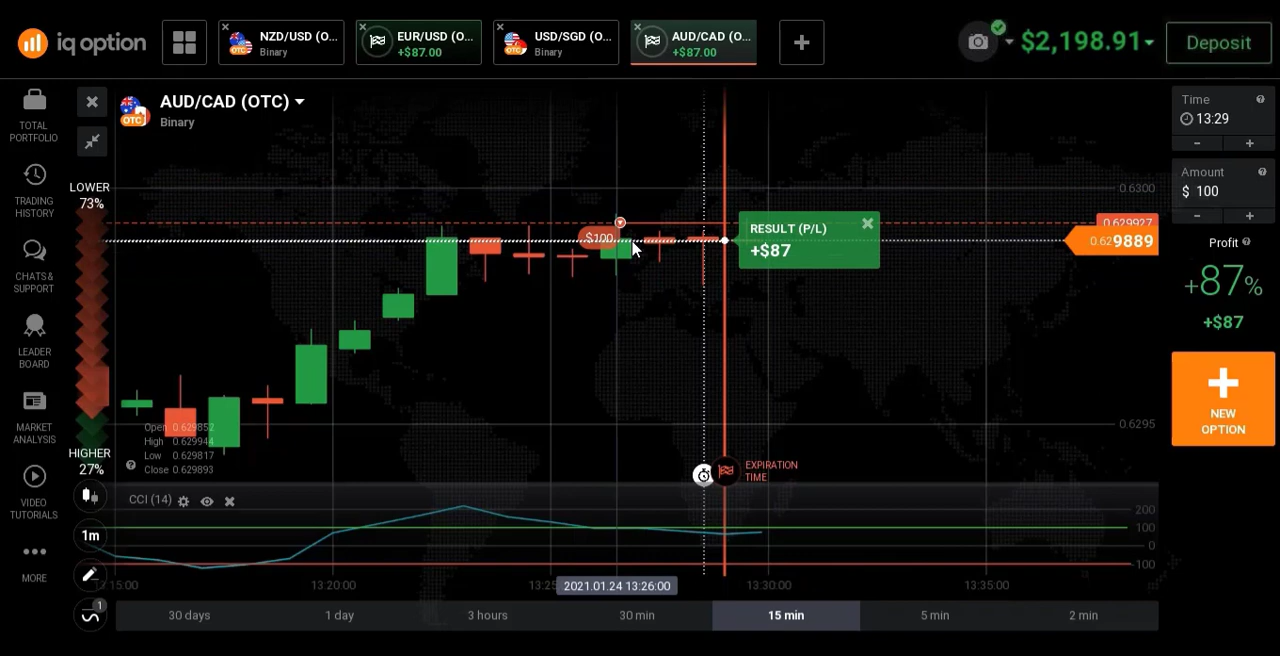 iq option
NZD/USD (O...
Binary
EUR/USD (O...
+$87.00
USD/SGD (O...
Binary
AUD/CAD (O...
+$87.00
$2,198.91
Deposit
TOTAL
PORTFOLIO
TRADING
HISTORY
CHATS &
SUPPORT
LEADER
BOARD
MARKET
ANALYSIS
VIDEO
TUTORIALS
MORE
AUD/CAD (OTC)
Binary
OTC
LOWER
73%
HIGHER
27%
$100
RESULT (P/L)
+$87
0.6300
0.629927
0.629889
0.6295
Open 0.629852
High 0.629944
Low 0.629817
Close 0.629893
EXPIRATION
TIME
CCI (14)
200
100
0
-100
1m
1
15:00
13:20:00
13:25
2021.01.24 13:26:00
13:30:00
13:35:00
30 days
1 day
3 hours
30 min
15 min
5 min
2 min
Time
13:29
- +
Amount
$ 100
- +
Profit
+87%
+$87
NEW
OPTION